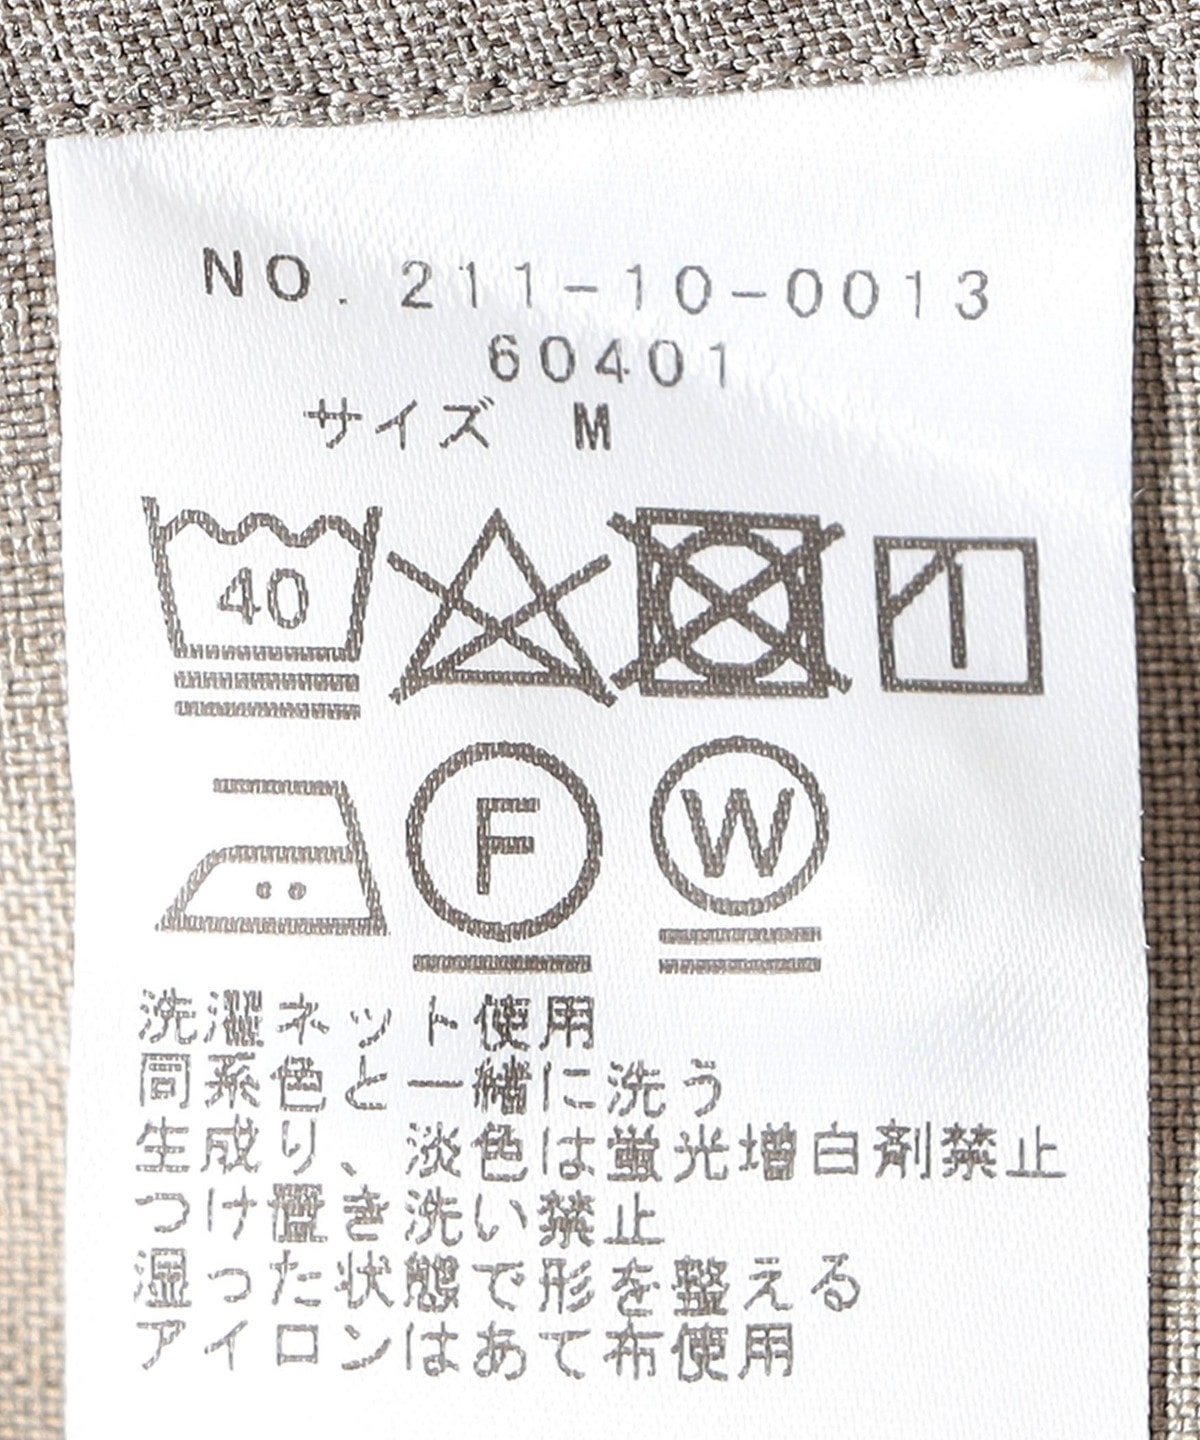 NO. 211-10-0013
60401
サイズ M
40
F W
洗濯ネット使用
同系色と一緒に洗う
生成り、淡色は蛍光増白剤禁止
つけ置き洗い禁止
湿った状態で形を整える
アイロンはあて布使用